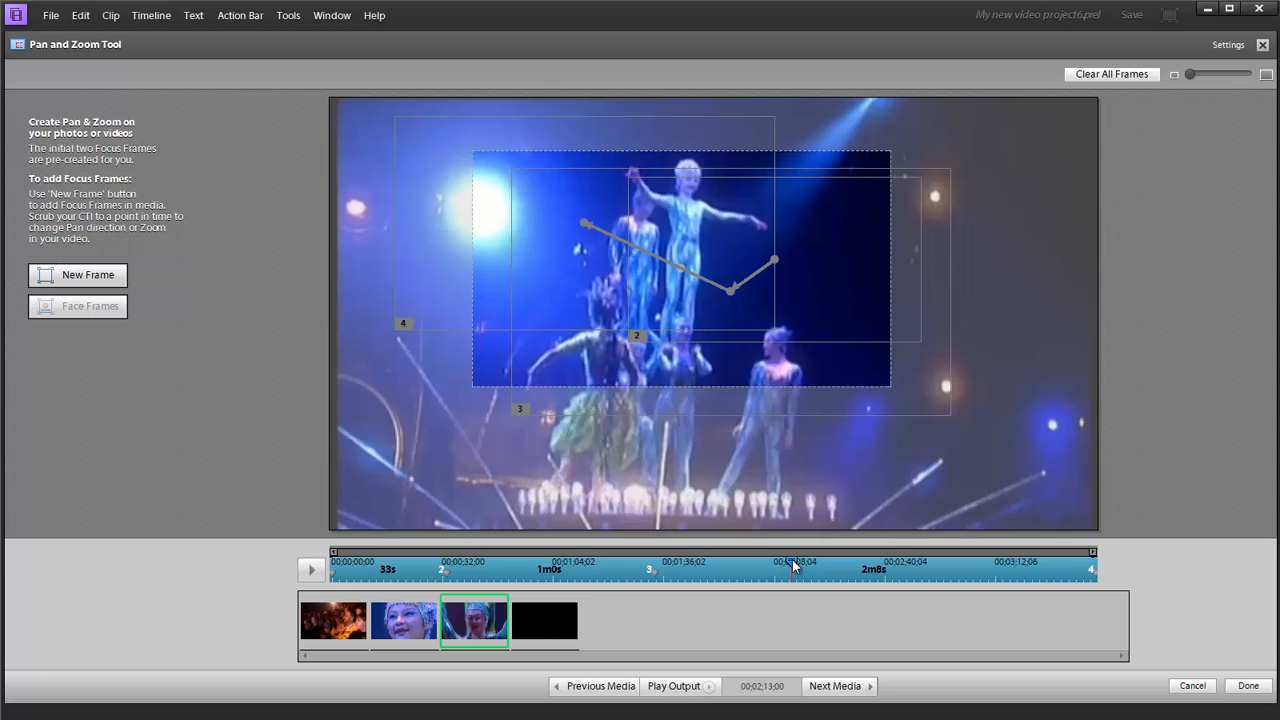 File Edit Clip Timeline Text Action Bar Tools Window Help My new video project6.prel Save
Pan and Zoom Tool Settings
Clear All Frames
Create Pan & Zoom on
your photos or videos
The initial two Focus Frames
are pre-created for you.
To add Focus Frames:
Use 'New Frame' button
to add Focus Frames in media.
Scrub your CTI to a point in time to
change Pan direction or Zoom
in your video.
New Frame
Face Frames
4
2
3
00;00;00;00 00;00;32;00 00;01;04;02 00;01;36;02 00;02;40;04 00;03;12;06
33s 2 1m0s 3 2m8s 4
Previous Media Play Output 00;02;13;00 Next Media Cancel Done